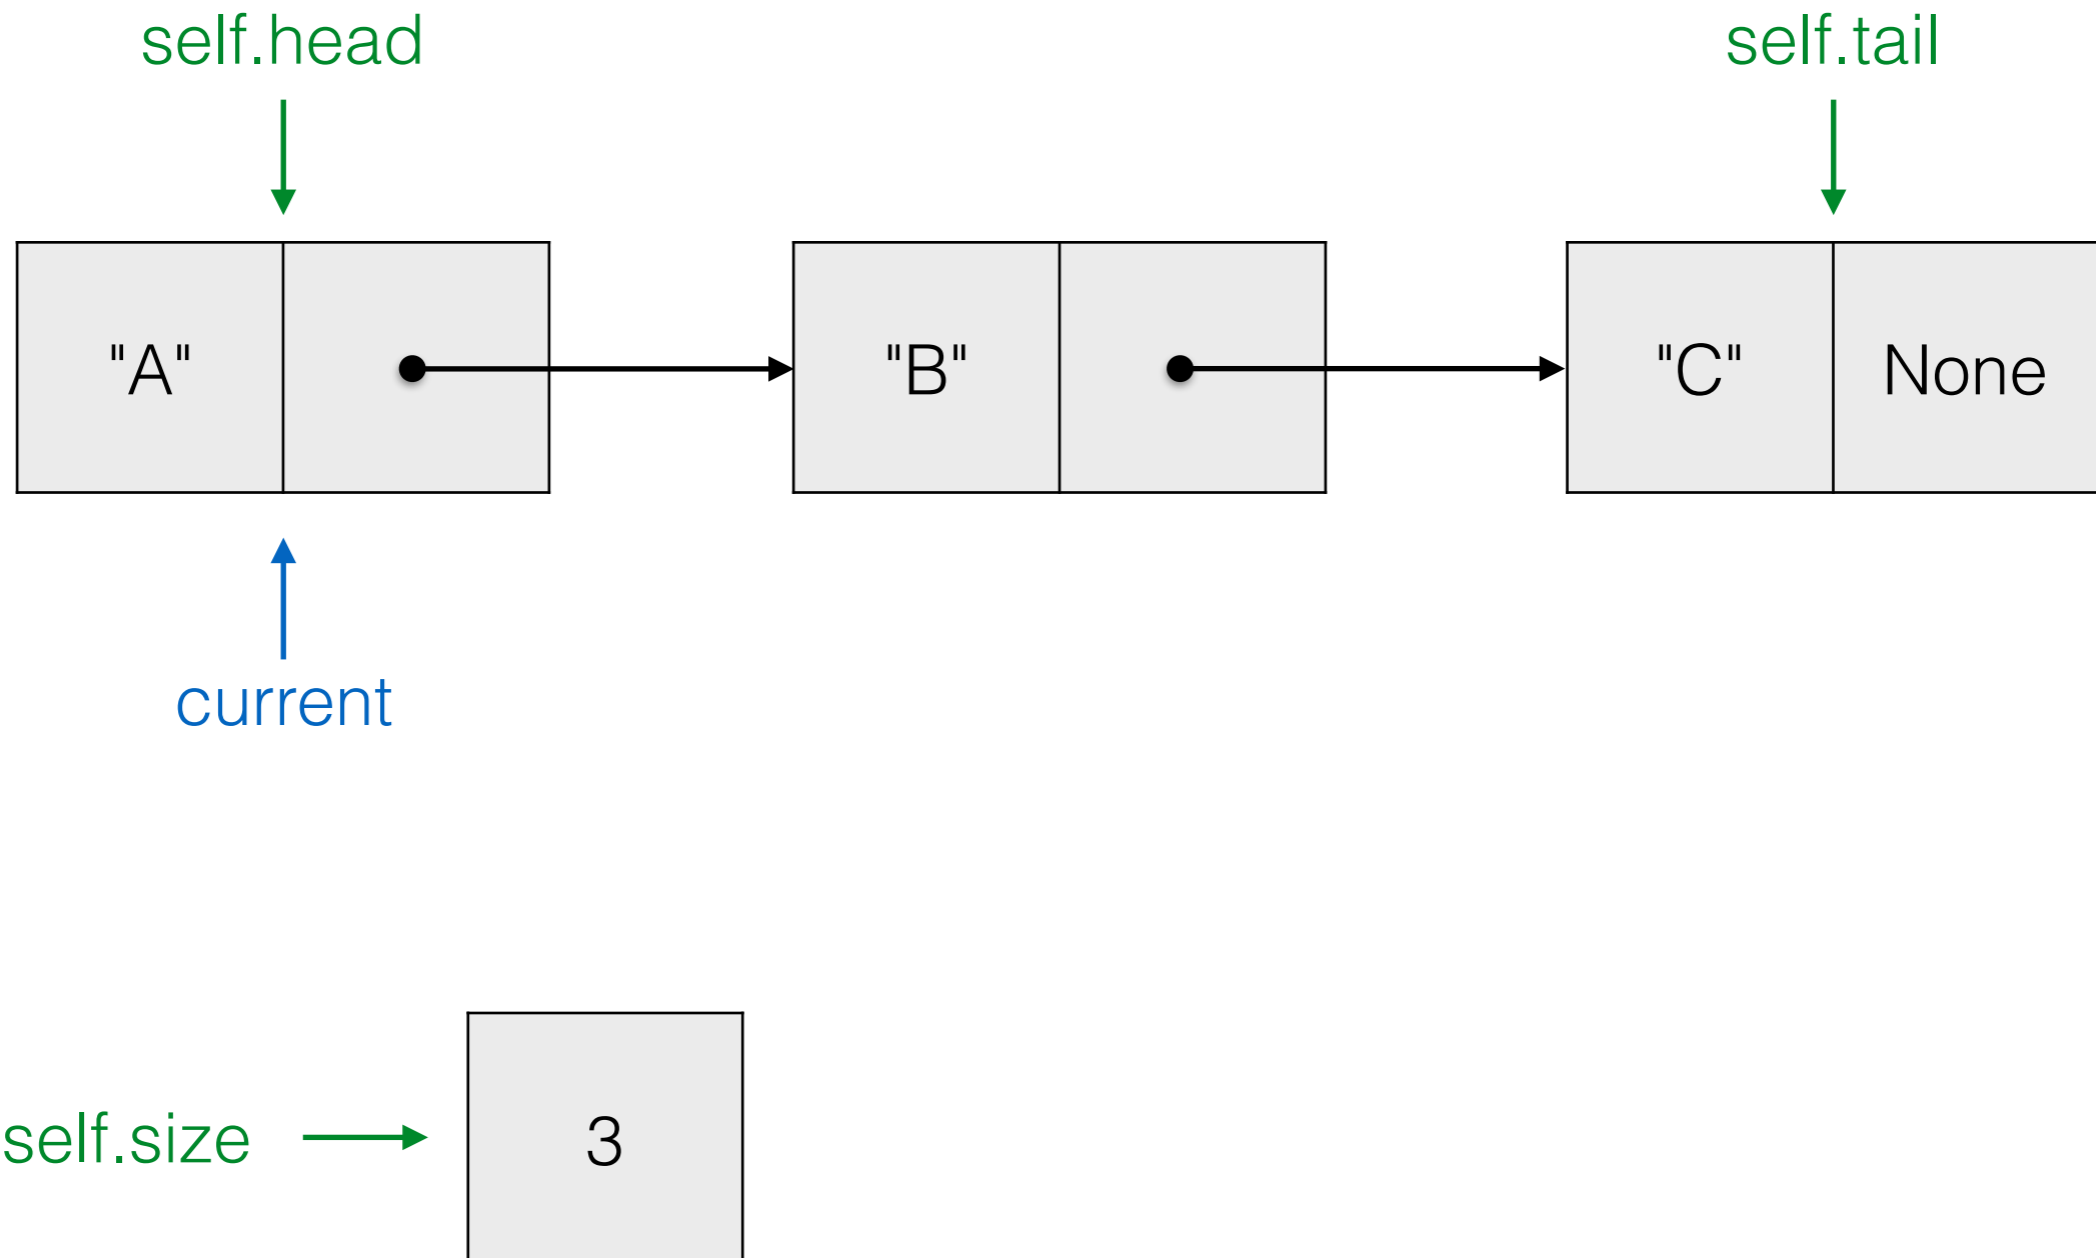 self.head
self.tail
"A"
"B"
"C"
None
current
self.size
3